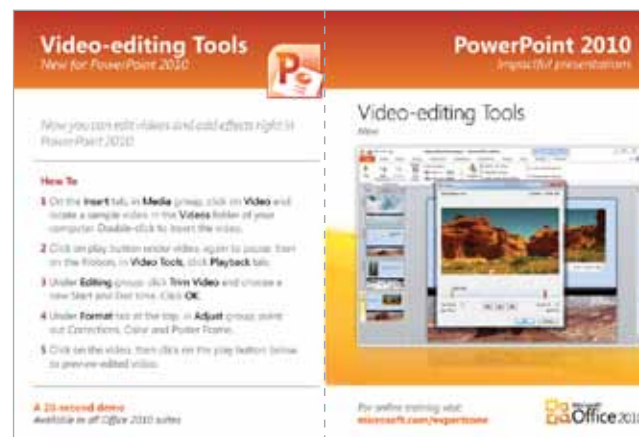 Video-editing Tools
New for PowerPoint 2010
Now you can edit videos and add effects right in
PowerPoint 2010
How To
1 On the Insert tab, in Media group, click on Video and
locate a sample video in the Videos folder of your
computer. Double-click to insert the video.
2 Click on play button under video, again to pause, then
on the Ribbon, in Video Tools, click Playback tab.
3 Under Editing group, click Trim Video and choose a
new Start and End time. Click OK.
4 Under Format tab at the top, in Adjust group, point
out Corrections, Color and Poster Frame.
5 Click on the video, then click on the play button below
to preview edited video.
A 20-second demo
Available in all Office 2010 suites
PowerPoint 2010
Impactful presentations
Video-editing Tools
New
For online training visit
microsoft.com/expertzone
Microsoft
Office 2010